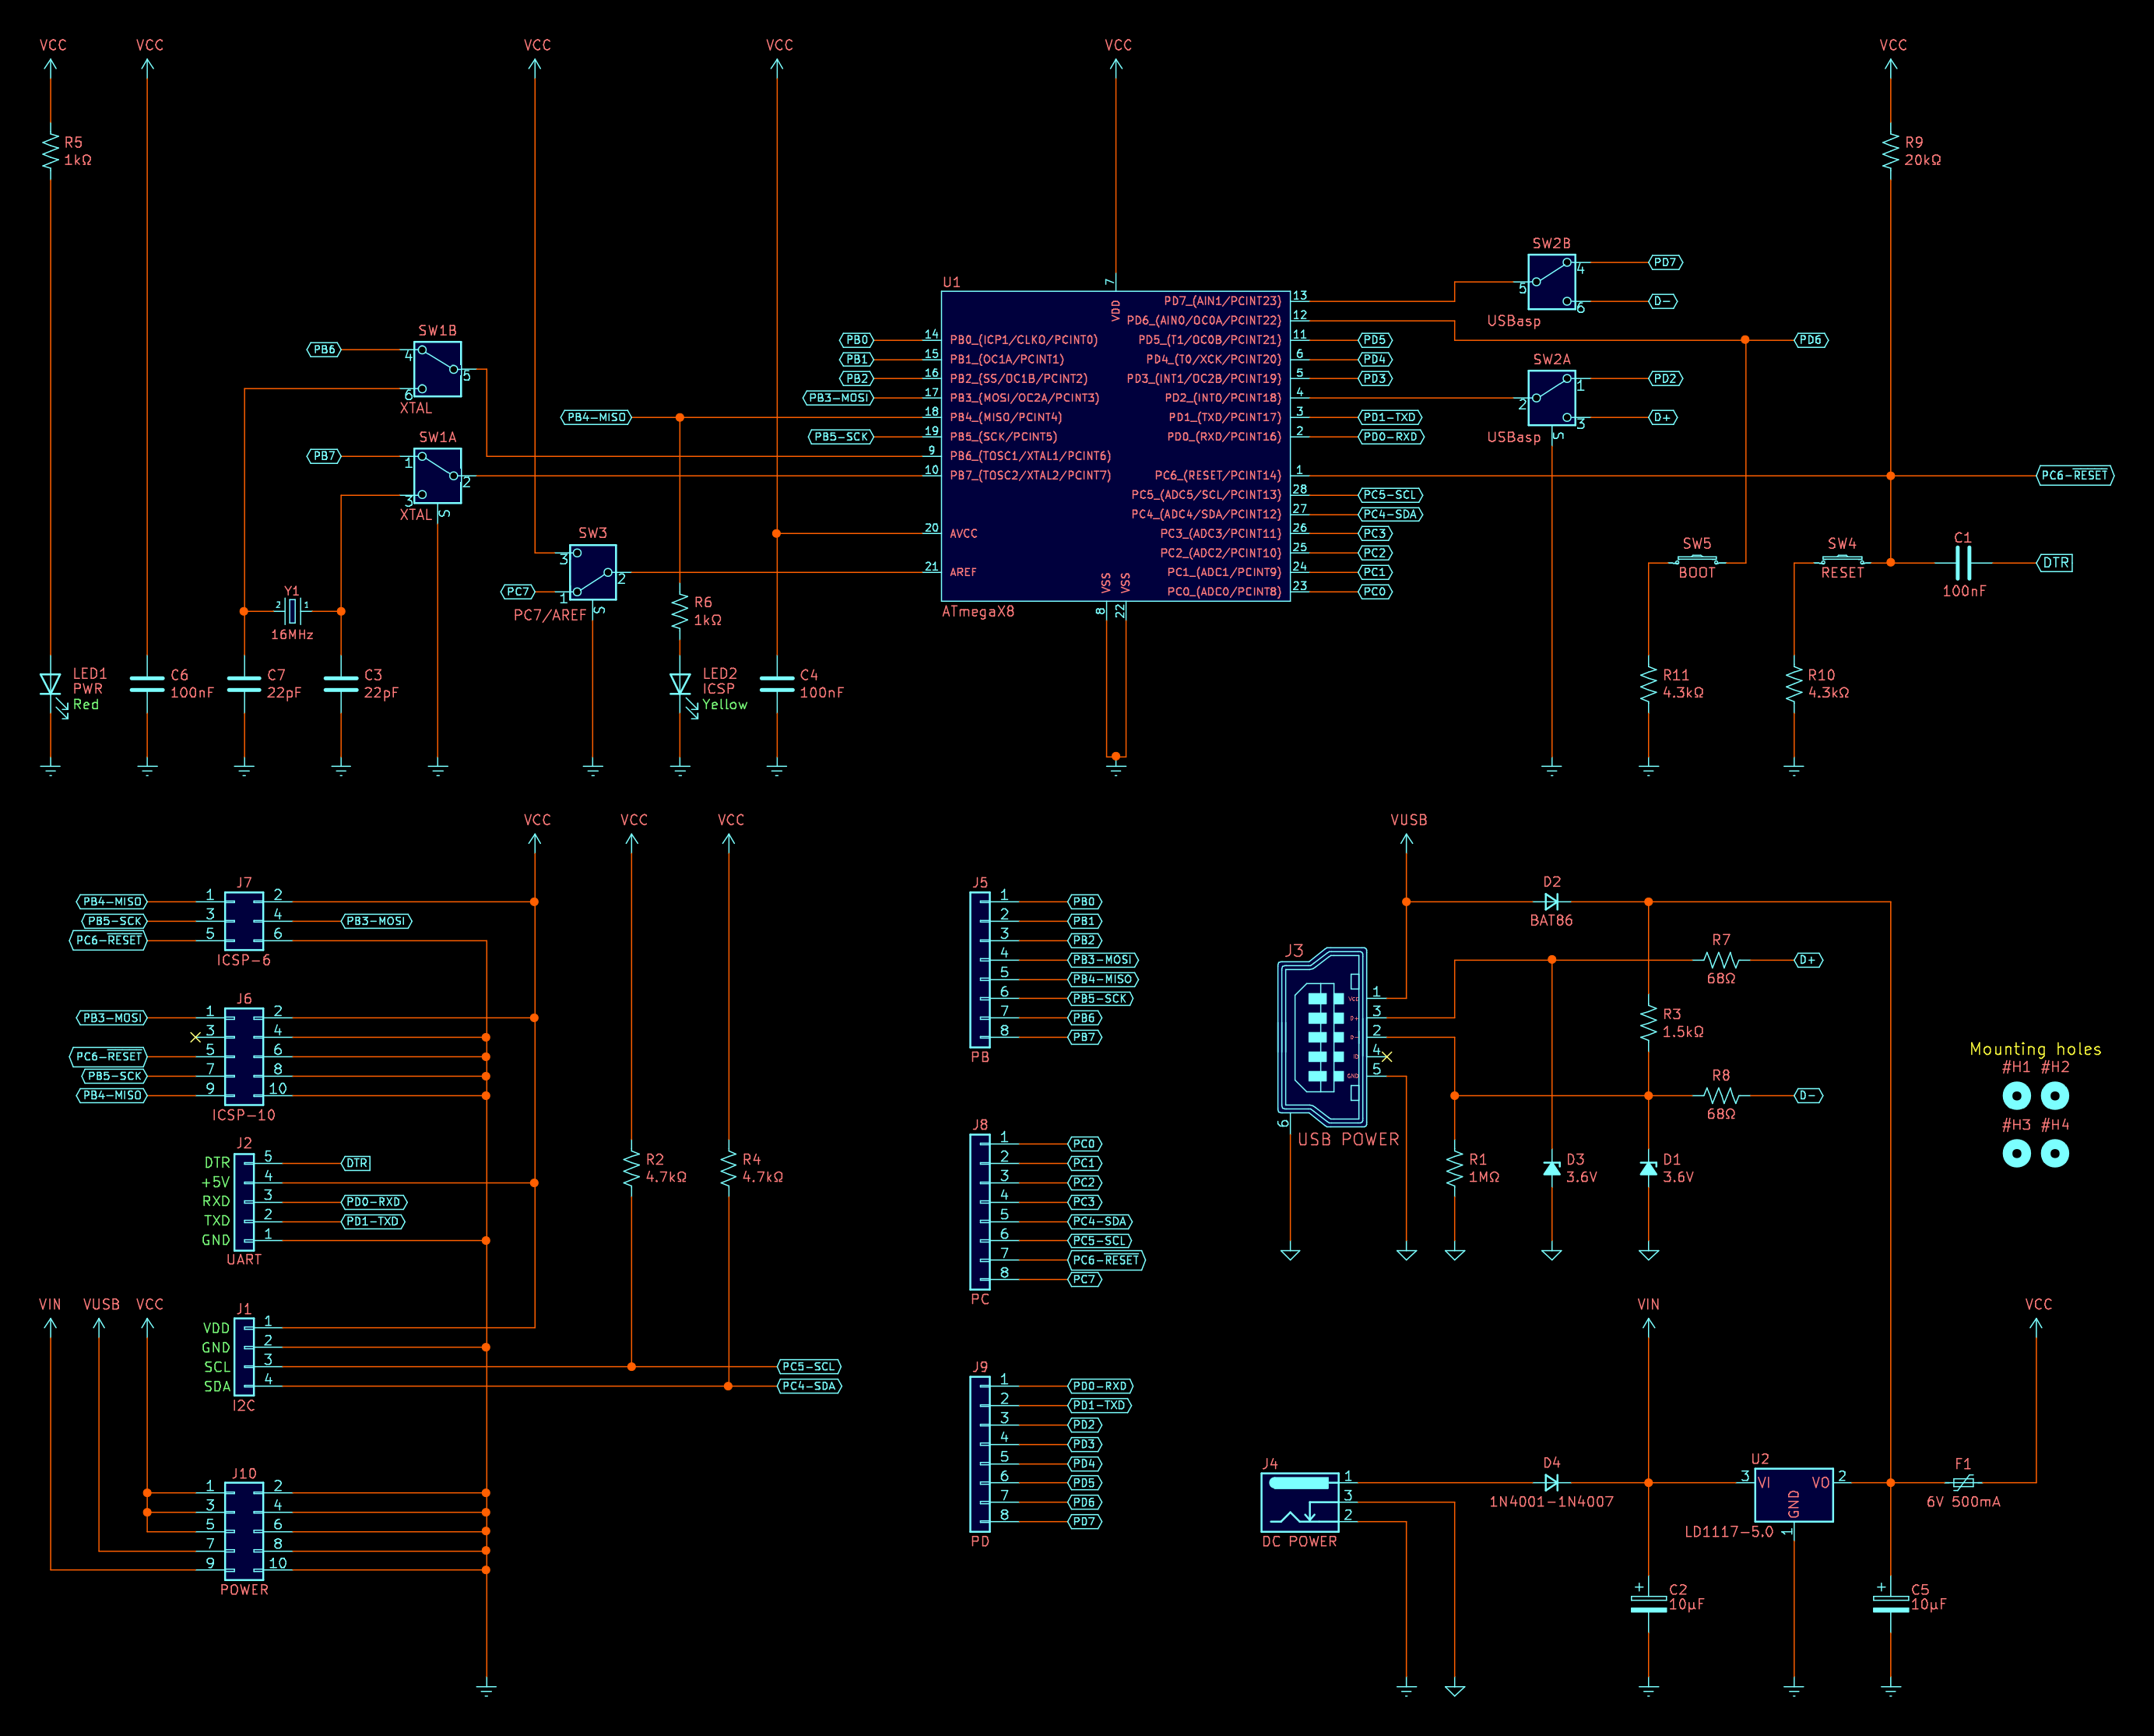 VCC
VCC
VCC
VCC
VCC
VCC
R5
1kΩ
R9
20kΩ
SW2B
4
5
6
PD7
D-
USBasp
SW2A
1
2
3
S
PD2
D+
USBasp
PD6
U1
7
VDD
14 PB0_(ICP1/CLKO/PCINT0)
15 PB1_(OC1A/PCINT1)
16 PB2_(SS/OC1B/PCINT2)
17 PB3_(MOSI/OC2A/PCINT3)
18 PB4_(MISO/PCINT4)
19 PB5_(SCK/PCINT5)
9 PB6_(TOSC1/XTAL1/PCINT6)
10 PB7_(TOSC2/XTAL2/PCINT7)
20 AVCC
21 AREF
PD7_(AIN1/PCINT23) 13
PD6_(AIN0/OC0A/PCINT22) 12
PD5_(T1/OC0B/PCINT21) 11
PD4_(T0/XCK/PCINT20) 6
PD3_(INT1/OC2B/PCINT19) 5
PD2_(INT0/PCINT18) 4
PD1_(TXD/PCINT17) 3
PD0_(RXD/PCINT16) 2
PC6_(RESET/PCINT14) 1
PC5_(ADC5/SCL/PCINT13) 28
PC4_(ADC4/SDA/PCINT12) 27
PC3_(ADC3/PCINT11) 26
PC2_(ADC2/PCINT10) 25
PC1_(ADC1/PCINT9) 24
PC0_(ADC0/PCINT8) 23
VSS
VSS
8
22
ATmegaX8
PB0
PB1
PB2
PB3-MOSI
PB4-MISO
PB5-SCK
PD5
PD4
PD3
PD1-TXD
PD0-RXD
PC5-SCL
PC4-SDA
PC3
PC2
PC1
PC0
PC6-RESET
SW1B
PB6
4
5
6
XTAL
SW1A
PB7
1
2
3
S
XTAL
SW3
3
2
1
S
PC7
PC7/AREF
Y1
2
1
16MHz
R6
1kΩ
SW5
BOOT
SW4
RESET
C1
100nF
DTR
LED1
PWR
Red
C6
100nF
C7
22pF
C3
22pF
LED2
ICSP
Yellow
C4
100nF
R11
4.3kΩ
R10
4.3kΩ
VCC
VCC
VCC
VUSB
J7
PB4-MISO 1 2
PB5-SCK 3 4 PB3-MOSI
PC6-RESET 5 6
ICSP-6
J6
PB3-MOSI 1 2
3 4
PC6-RESET 5 6
PB5-SCK 7 8
PB4-MISO 9 10
ICSP-10
J2
DTR 5 DTR
+5V 4
RXD 3 PD0-RXD
TXD 2 PD1-TXD
GND 1
UART
R2
4.7kΩ
R4
4.7kΩ
VIN
VUSB
VCC
J1
VDD 1
GND 2
SCL 3 PC5-SCL
SDA 4 PC4-SDA
I2C
J10
1 2
3 4
5 6
7 8
9 10
POWER
J5
1 PB0
2 PB1
3 PB2
4 PB3-MOSI
5 PB4-MISO
6 PB5-SCK
7 PB6
8 PB7
PB
J8
1 PC0
2 PC1
3 PC2
4 PC3
5 PC4-SDA
6 PC5-SCL
7 PC6-RESET
8 PC7
PC
J9
1 PD0-RXD
2 PD1-TXD
3 PD2
4 PD3
5 PD4
6 PD5
7 PD6
8 PD7
PD
D2
BAT86
J3
VCC 1
D+ 3
D- 2
ID 4
GND 5
6
USB POWER
R7
68Ω
D+
R3
1.5kΩ
R8
68Ω
D-
R1
1MΩ
D3
3.6V
D1
3.6V
Mounting holes
#H1 #H2
#H3 #H4
VIN
VCC
J4
1
3
2
DC POWER
D4
1N4001-1N4007
U2
3 VI VO 2
GND
1
LD1117-5.0
F1
6V 500mA
+
C2
10µF
+
C5
10µF